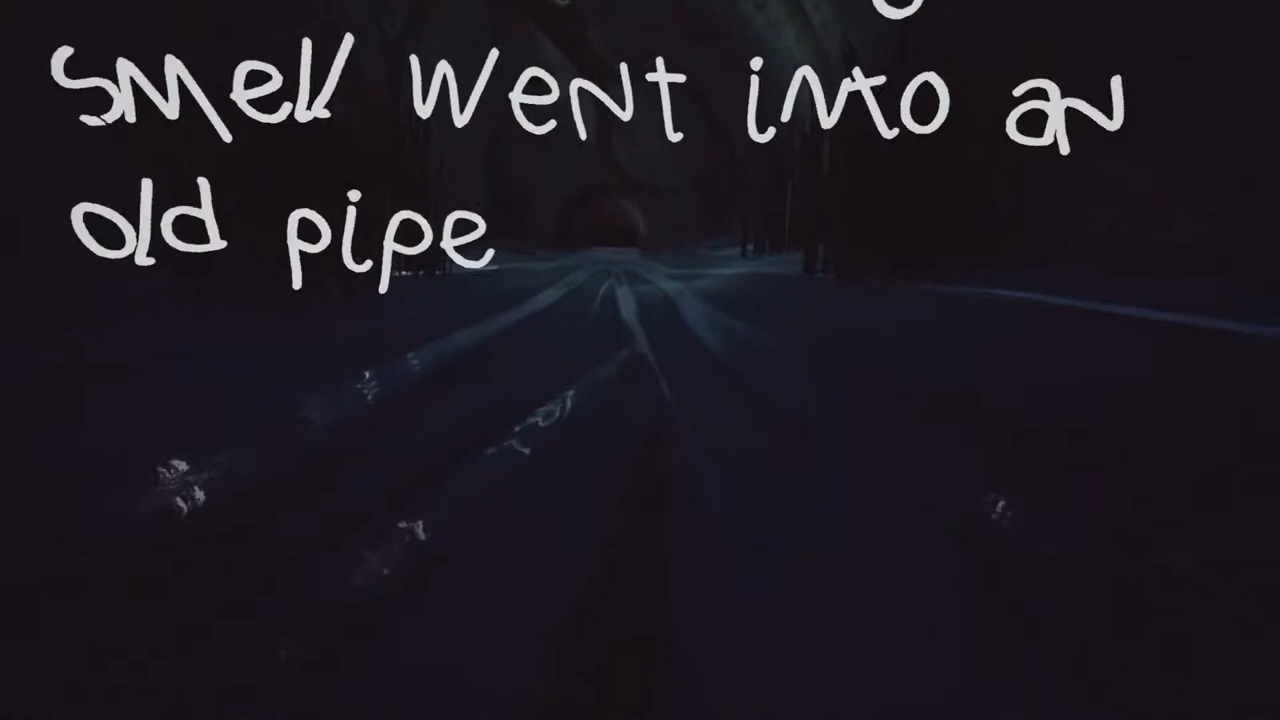 smell went into an
old pipe